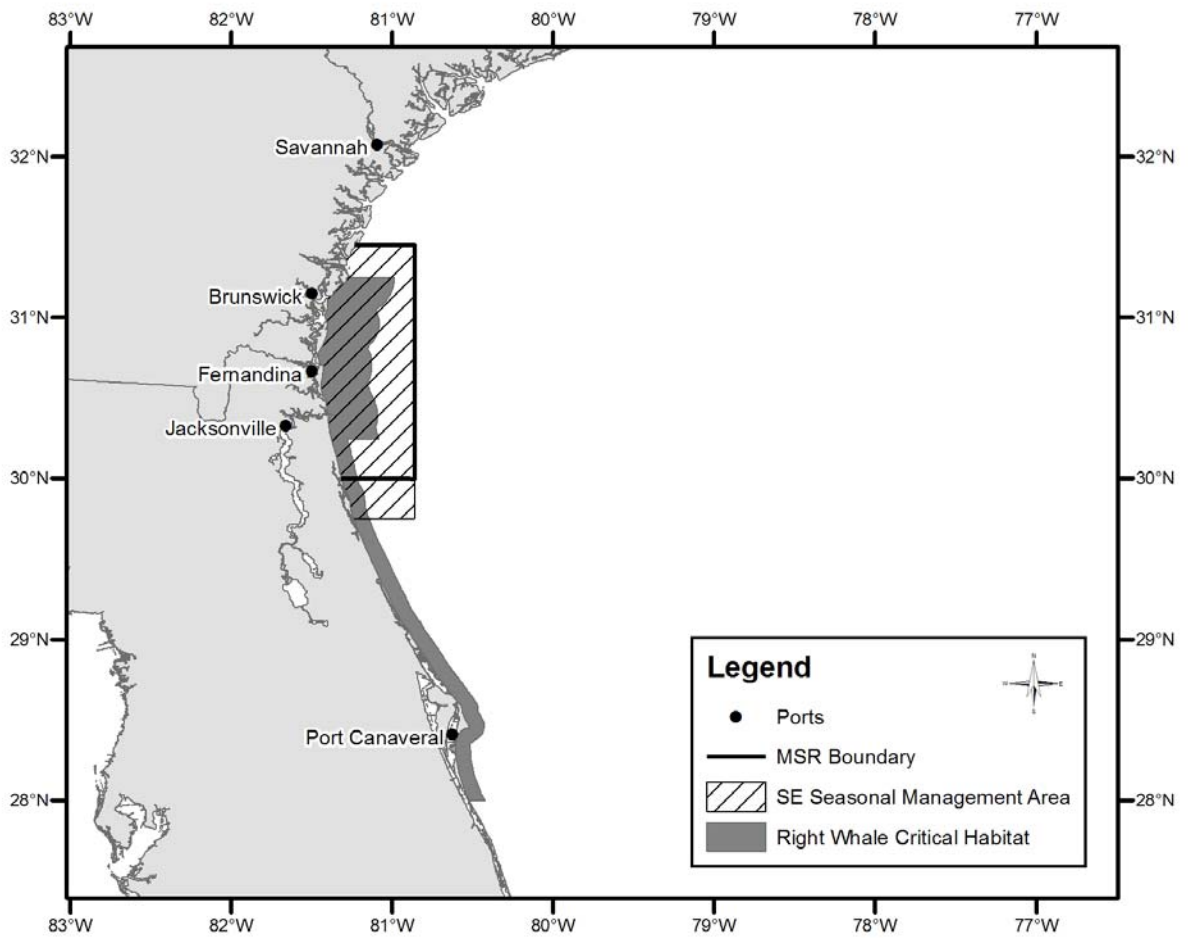 83°W 82°W 81°W 80°W 79°W 78°W 77°W
Savannah
32°N 32°N
Brunswick
31°N 31°N
Fernandina
Jacksonville
30°N 30°N
29°N 29°N
Legend
N
W E
S
Ports
Port Canaveral
MSR Boundary
28°N SE Seasonal Management Area 28°N
Right Whale Critical Habitat
83°W 82°W 81°W 80°W 79°W 78°W 77°W